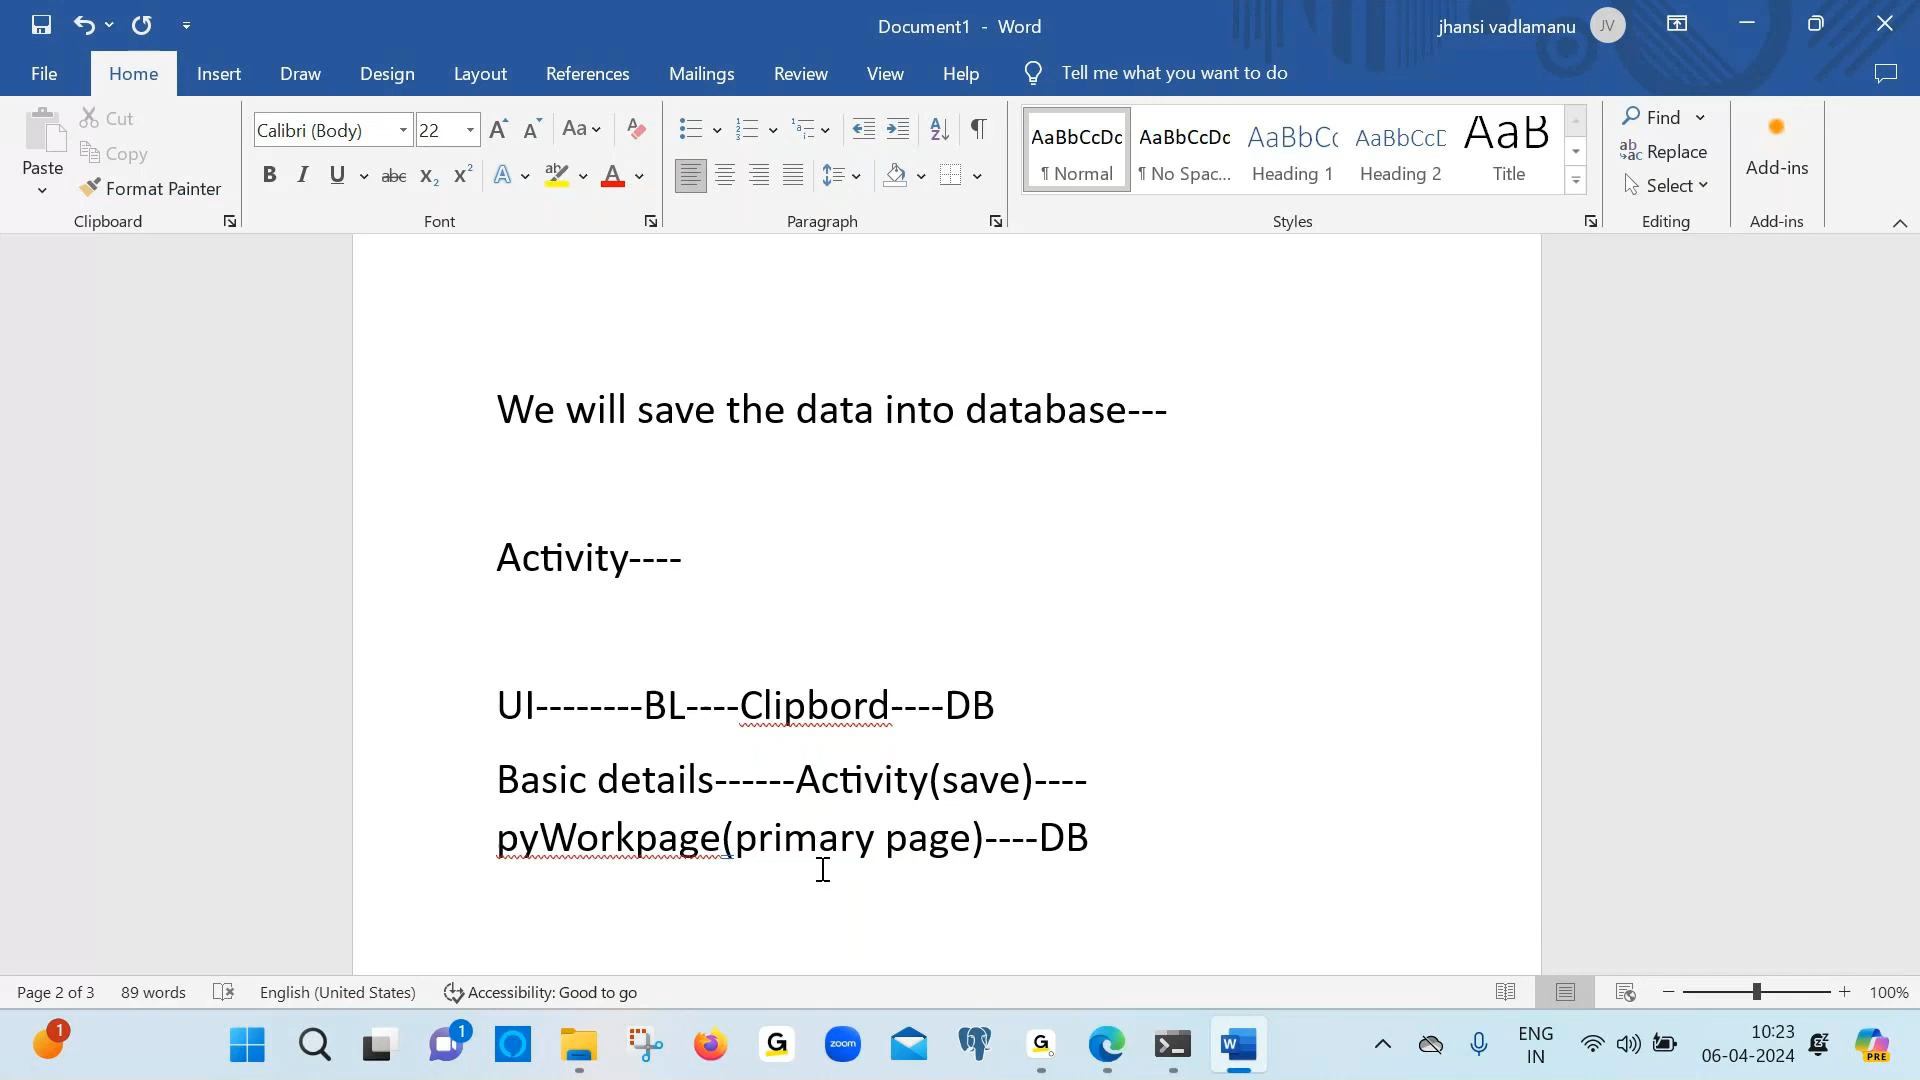 Document1 - Word
jhansi vadlamanu
JV
File
Home
Insert
Draw
Design
Layout
References
Mailings
Review
View
Help
Tell me what you want to do
Paste
Cut
Copy
Format Painter
Clipboard
Calibri (Body)
22
Font
Paragraph
AaBbCcDc
¶ Normal
AaBbCcDc
¶ No Spac...
AaBbCc
Heading 1
AaBbCcD
Heading 2
AaB
Title
Styles
Find
Replace
Select
Editing
Add-ins
Add-ins
We will save the data into database---
Activity----
UI--------BL----Clipbord----DB
Basic details------Activity(save)----
pyWorkpage(primary page)----DB
Page 2 of 3
89 words
English (United States)
Accessibility: Good to go
100%
1
1
zoom
ENG
IN
10:23
06-04-2024
PRE